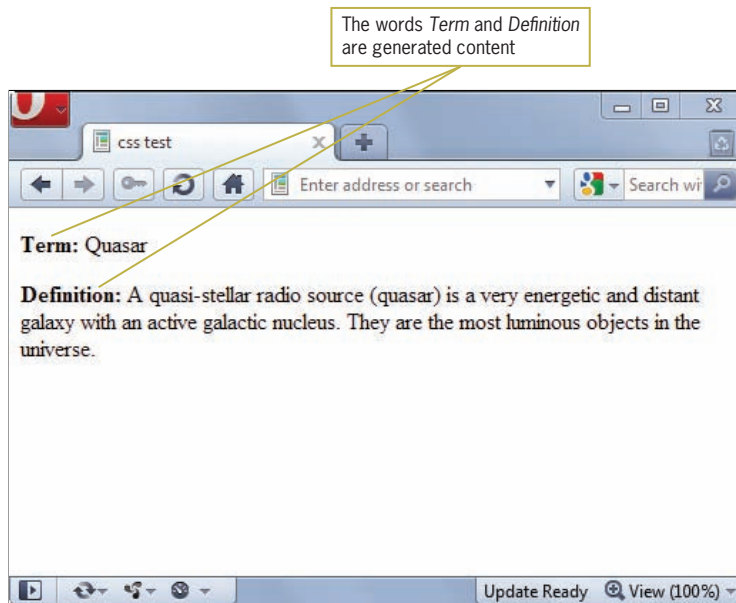 The words Term and Definition
are generated content
css test
Enter address or search
Search wi
Term: Quasar
Definition: A quasi-stellar radio source (quasar) is a very energetic and distant
galaxy with an active galactic nucleus. They are the most luminous objects in the
universe.
Update Ready
View (100%)